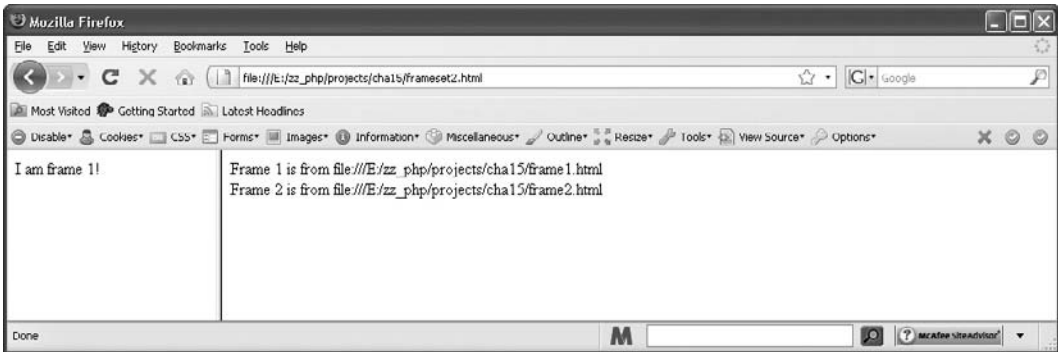 Mozilla Firefox
File Edit View History Bookmarks Tools Help
file:///E:/zz_php/projects/cha15/frameset2.html G Google
Most Visited Getting Started Latest Headlines
Disable Cookies CSS Forms Images Information Miscellaneous Outline Resize Tools View Source Options
I am frame 1!
Frame 1 is from file:///E:/zz_php/projects/cha15/frame1.html
Frame 2 is from file:///E:/zz_php/projects/cha15/frame2.html
Done M ? McAfee SiteAdvisor